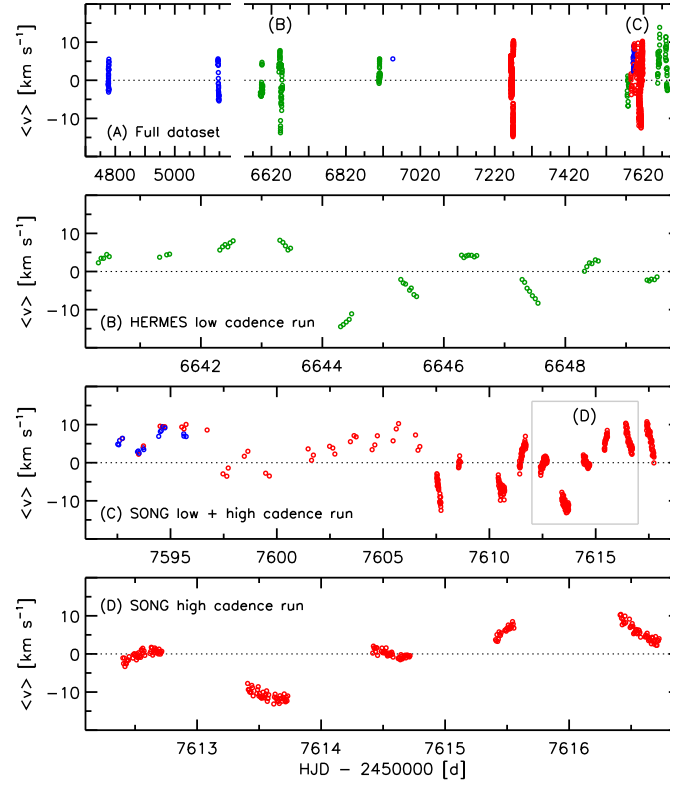 (B) (C)
<v> [km s⁻¹]
10
0
−10
(A) Full dataset
4800 5000 6620 6820 7020 7220 7420 7620
<v> [km s⁻¹]
10
0
−10
(B) HERMES low cadence run
6642 6644 6646 6648
<v> [km s⁻¹]
10
0
−10
(D)
(C) SONG low + high cadence run
7595 7600 7605 7610 7615
(D) SONG high cadence run
<v> [km s⁻¹]
10
0
−10
7613 7614 7615 7616
HJD − 2450000 [d]